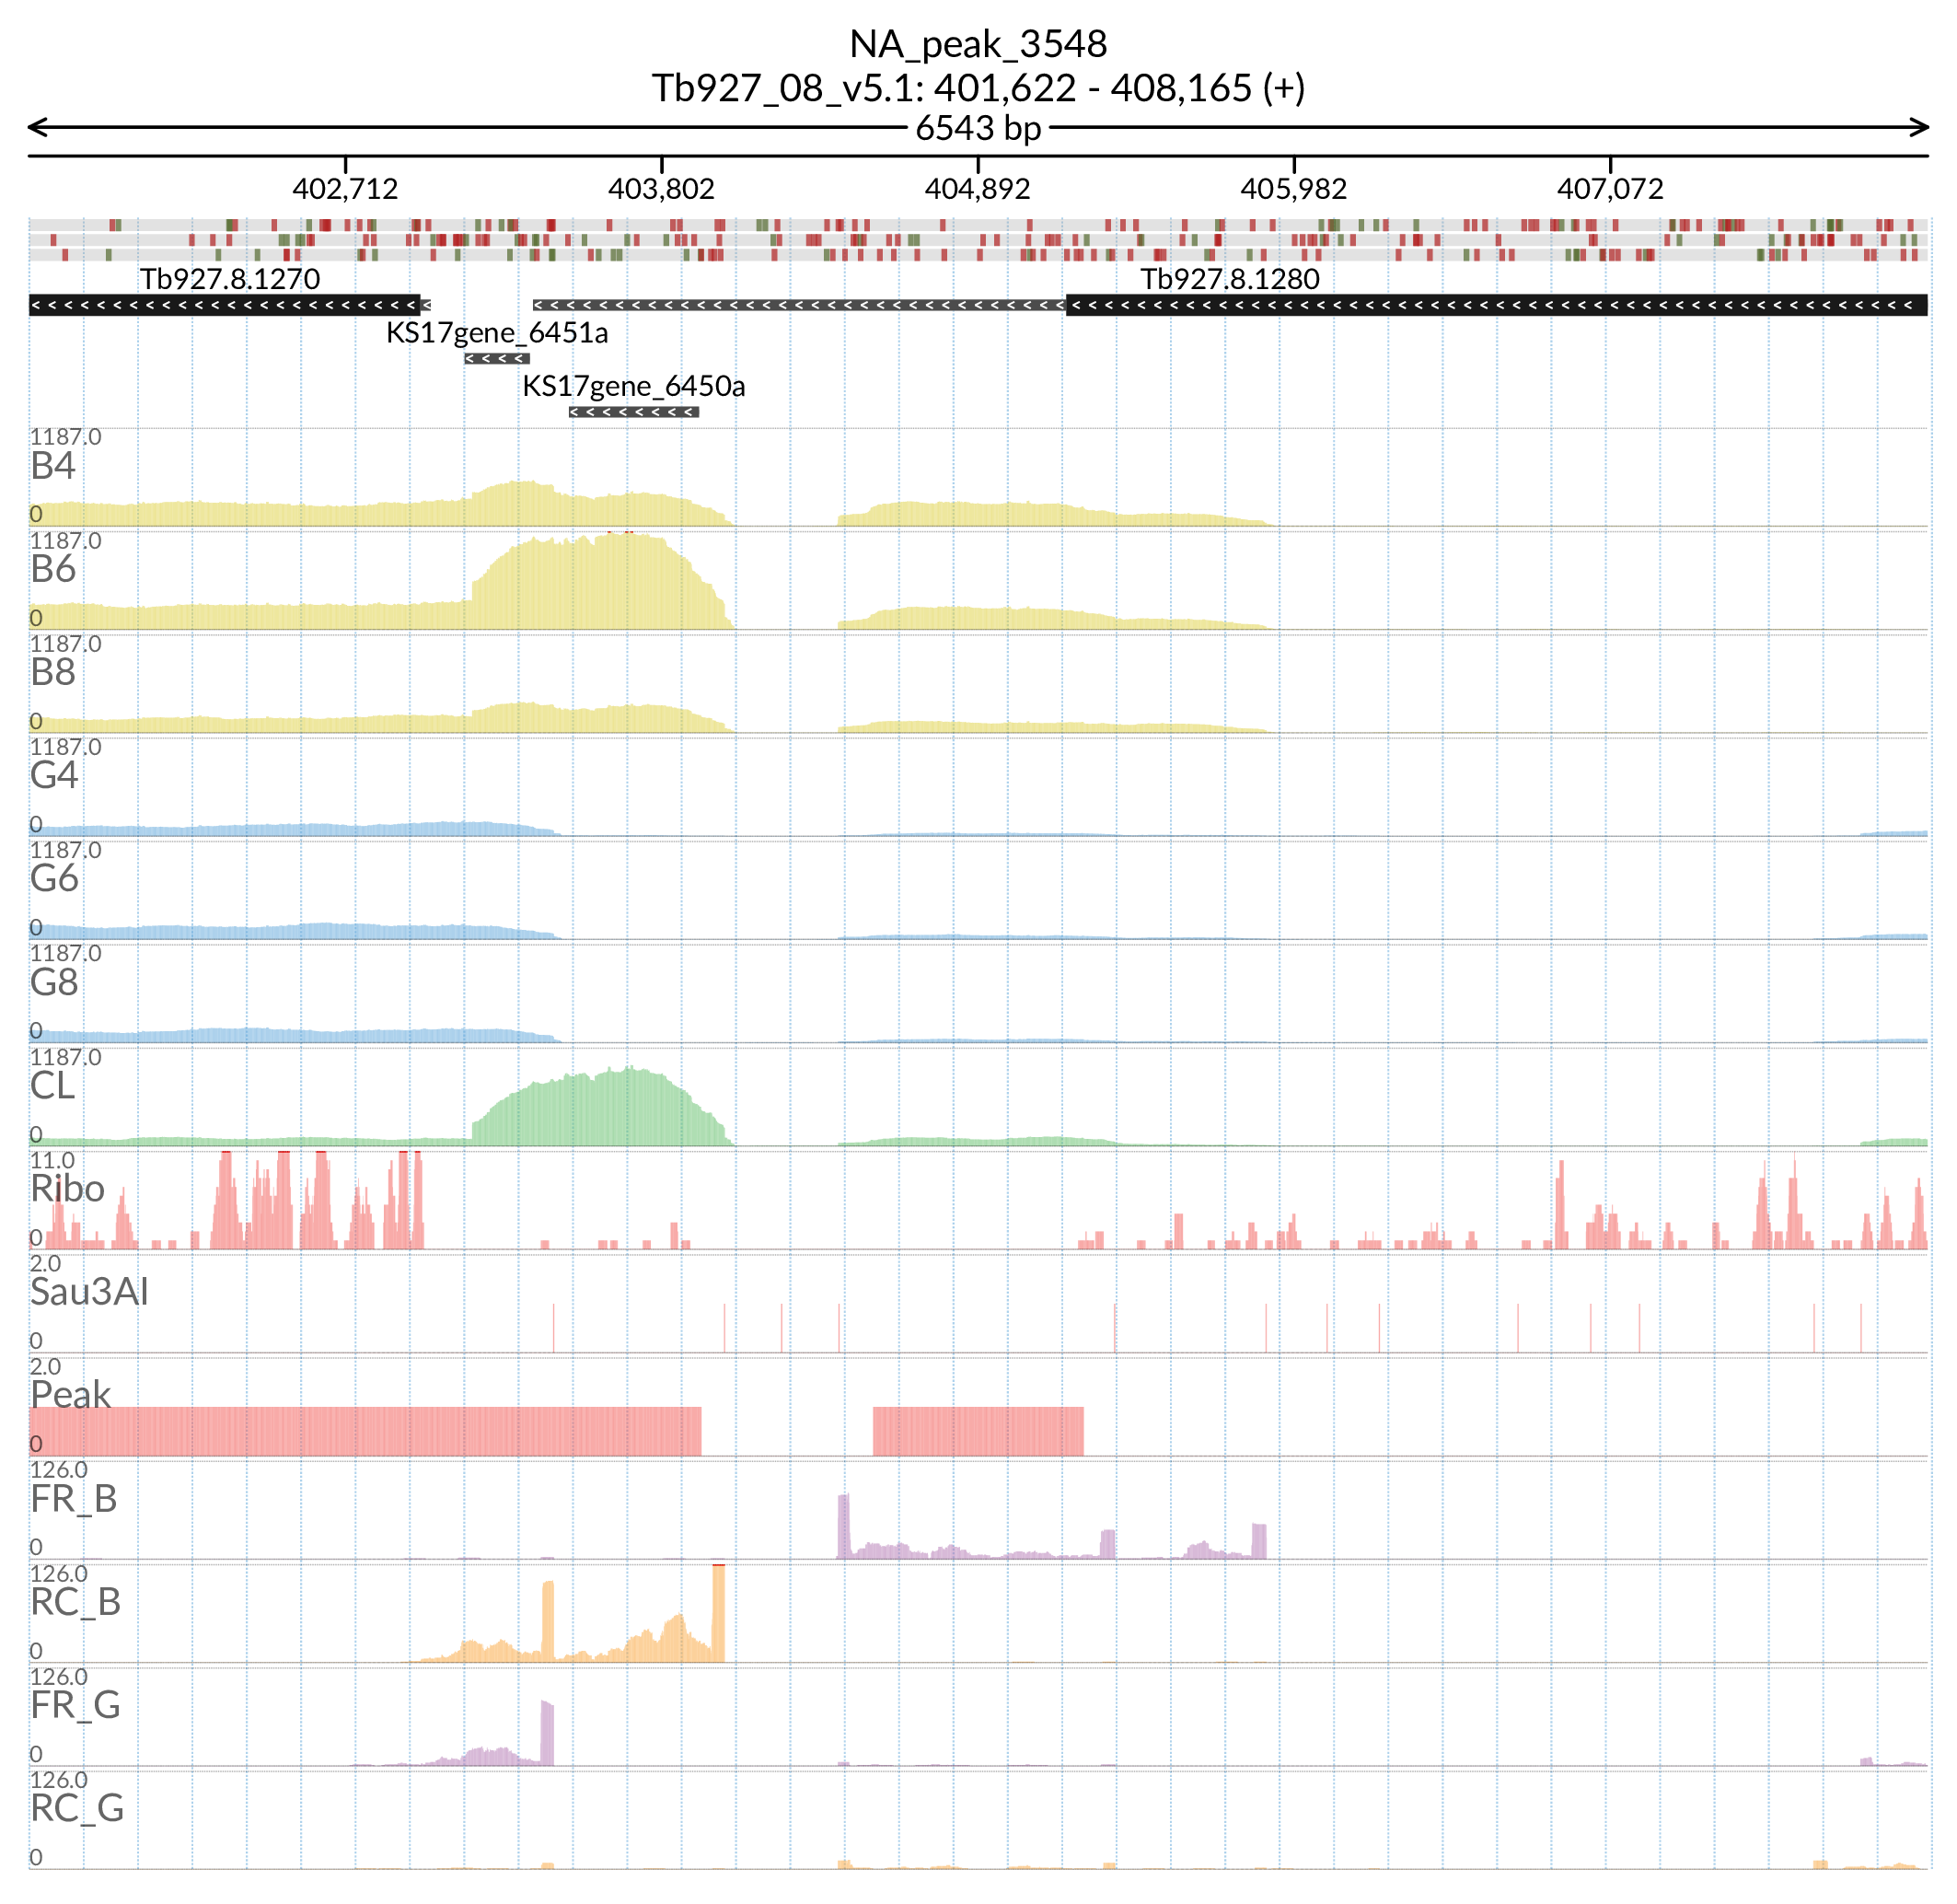 NA_peak_3548
Tb927_08_v5.1: 401,622 - 408,165 (+)
6543 bp
402,712 403,802 404,892 405,982 407,072
Tb927.8.1270 Tb927.8.1280
KS17gene_6451a
KS17gene_6450a
1187.0
B4
0
1187.0
B6
0
1187.0
B8
0
1187.0
G4
0
1187.0
G6
0
1187.0
G8
0
1187.0
CL
0
11.0
Ribo
0
2.0
Sau3AI
0
2.0
Peak
0
126.0
FR_B
0
126.0
RC_B
0
126.0
FR_G
0
126.0
RC_G
0